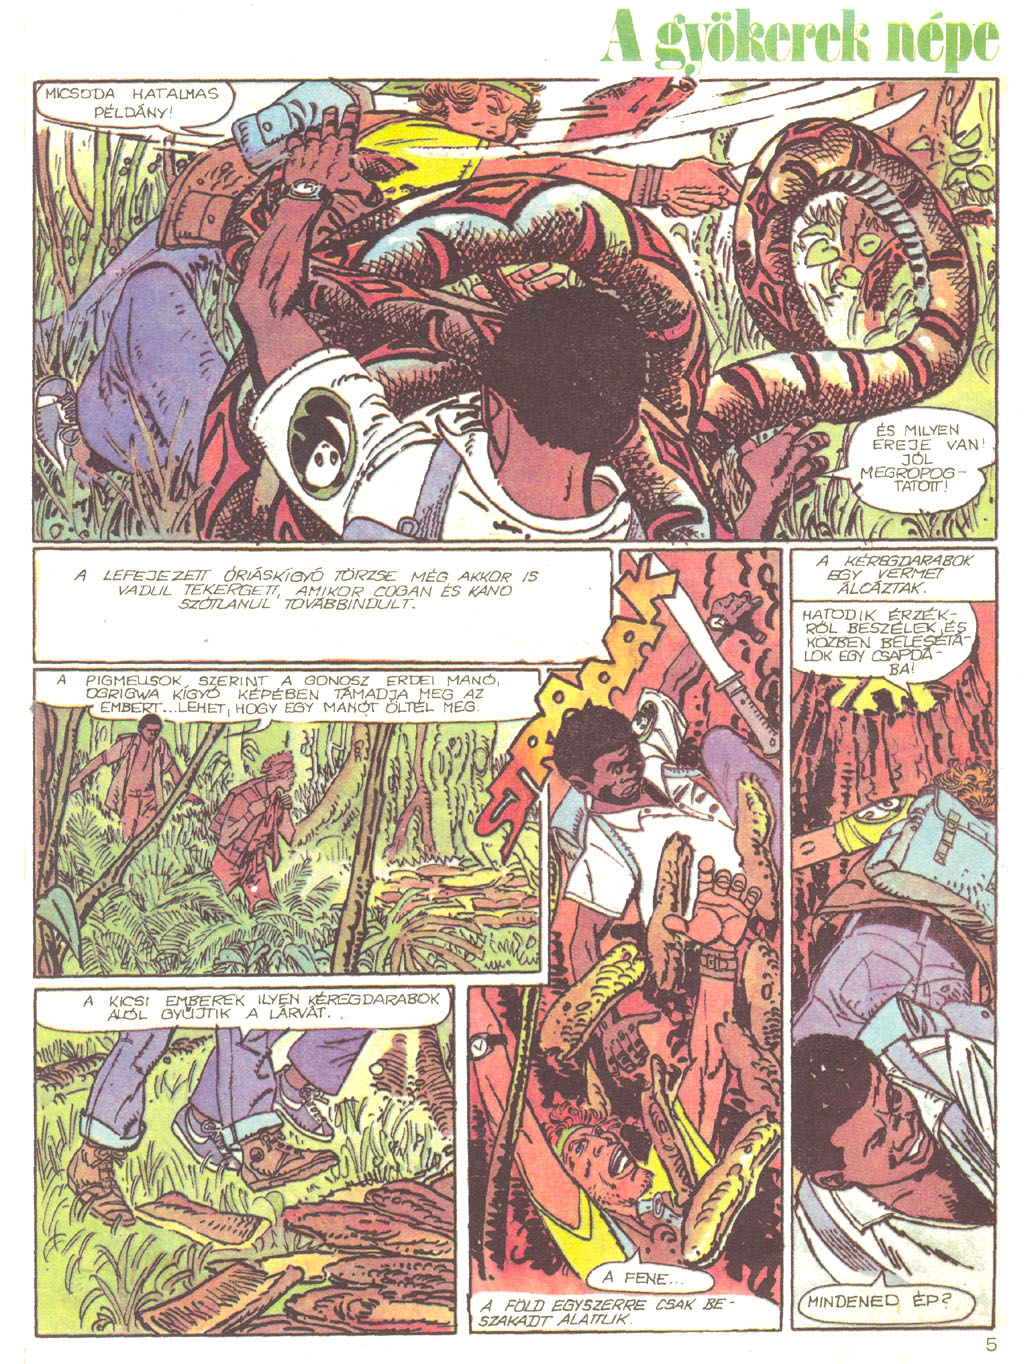 A gyökerek népe
MICSODA HATALMAS
PÉLDÁNY!
ÉS MILYEN
EREJE VAN!
JÓL
MEGROPOG-
TATOTT!
A LEFEJEZETT ÓRIÁSKÍGYÓ TÖRZSE MÉG AKKOR IS
VADUL TEKERGETT, AMIKOR COGAN ÉS KANO
SZÓTLANUL TOVÁBBINDULT.
A PIGMEUSOK SZERINT A GONOSZ ERDEI MANÓ,
OGRIGWA KÍGYÓ KÉPÉBEN TÁMADJA MEG AZ
EMBERT...LEHET, HOGY EGY MANÓT ÖLTÉL MEG.
A KICSI EMBEREK ILYEN KÉREGDARABOK
ALÓL GYŰJTIK A LÁRVÁT.
A FENE...
A FÖLD EGYSZERRE CSAK BE-
SZAKADT ALATTUK.
A KÉREGDARABOK
EGY VERMET
ÁLCÁZTAK.
HATODIK ÉRZÉK-
RŐL BESZÉLEK, ÉS
KÖZBEN BELESÉTÁ-
LOK EGY CSAPDÁ-
BA!
MINDENED ÉP?
5